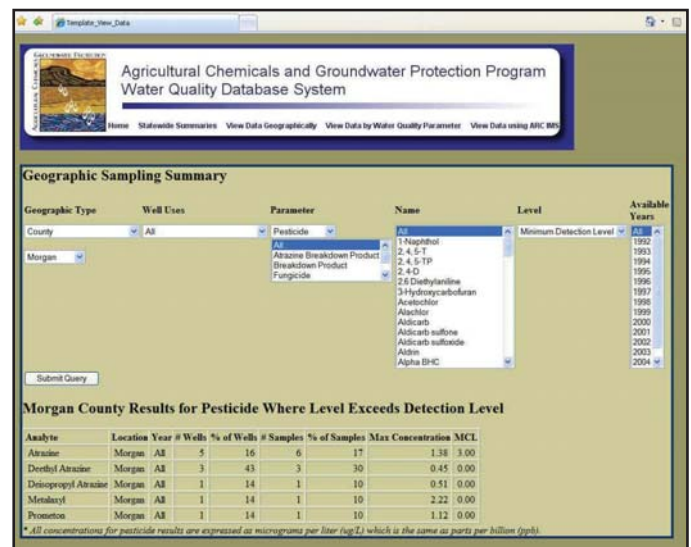 Template_View_Data
GROUNDWATER PROTECTION
AGRICULTURAL CHEMICALS
Agricultural Chemicals and Groundwater Protection Program
Water Quality Database System
Home Statewide Summaries View Data Geographically View Data by Water Quality Parameter View Data using ARC IMS
Geographic Sampling Summary
Geographic Type Well Uses Parameter Name Level Available Years
County All Pesticide All Minimum Detection Level All
Morgan
All
Atrazine Breakdown Product
Breakdown Product
Fungicide
1-Naphthol
2, 4, 5-T
2, 4, 5-TP
2, 4-D
2,6 Diethylaniline
3-Hydroxycarbofuran
Acetochlor
Alachlor
Aldicarb
Aldicarb sulfone
Aldicarb sulfoxide
Aldrin
Alpha BHC
1992
1993
1994
1995
1996
1997
1998
1999
2000
2001
2002
2003
2004
Submit Query
Morgan County Results for Pesticide Where Level Exceeds Detection Level
Analyte Location Year # Wells % of Wells # Samples % of Samples Max Concentration MCL
Atrazine Morgan All 5 16 6 17 1.38 3.00
Deethyl Atrazine Morgan All 3 43 3 30 0.45 0.00
Deisopropyl Atrazine Morgan All 1 14 1 10 0.51 0.00
Metalaxyl Morgan All 1 14 1 10 2.22 0.00
Prometon Morgan All 1 14 1 10 1.12 0.00
* All concentrations for pesticide results are expressed as micrograms per liter (ug/L) which is the same as parts per billion (ppb).